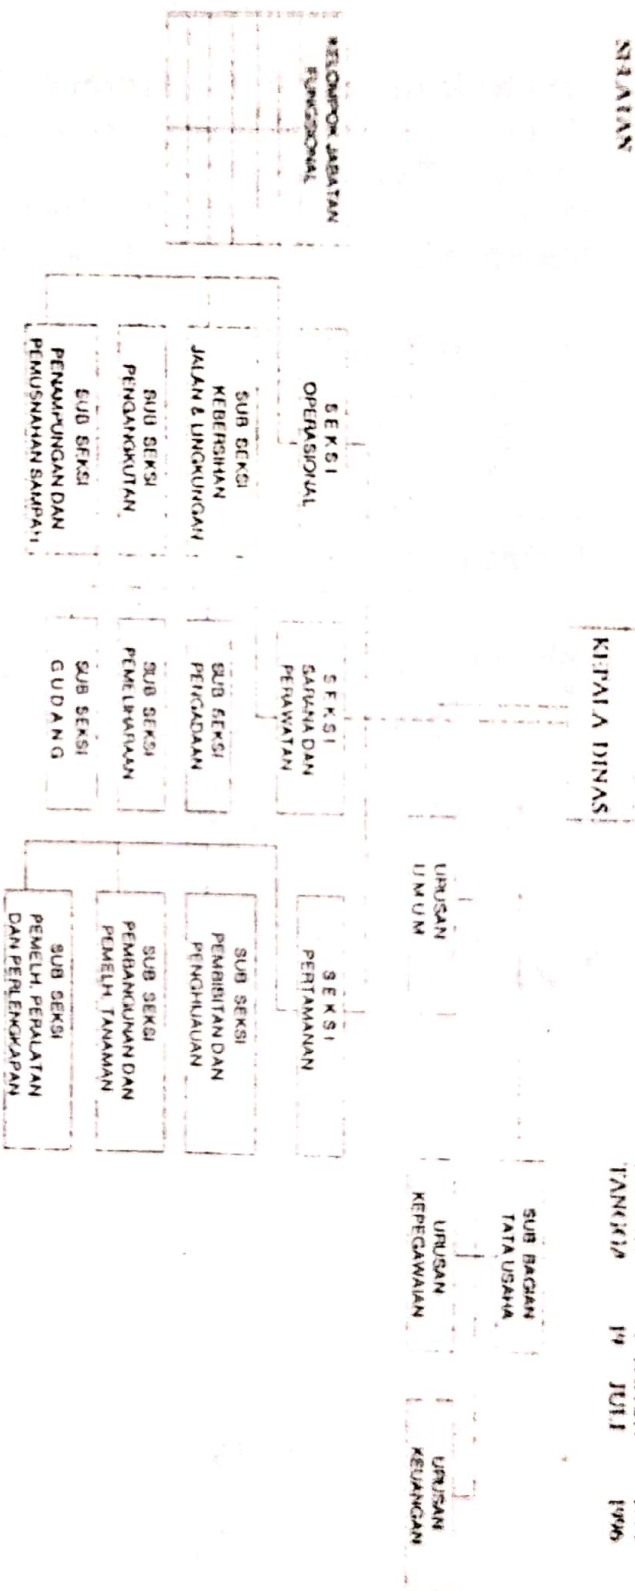 SELATAN
TANGGA 19 JULI 1996
KEPALA DINAS
SUB BAGIAN
TATA USAHA
URUSAN
UMUM
URUSAN
KEPEGAWAIAN
URUSAN
KEUANGAN
KELOMPOK JABATAN
FUNGSIONAL
SEKSI
OPERASIONAL
SEKSI
SARANA DAN
PERAWATAN
SEKSI
PERTAMANAN
SUB SEKSI
KEBERSIHAN
JALAN & LINGKUNGAN
SUB SEKSI
PENGADAAN
SUB SEKSI
PEMBIBITAN DAN
PENGHIJAUAN
SUB SEKSI
PENGANGKUTAN
SUB SEKSI
PEMELIHARAAN
SUB SEKSI
PEMBANGUNAN DAN
PEMELH. TANAMAN
SUB SEKSI
PENAMPUNGAN DAN
PEMUSNAHAN SAMPAH
SUB SEKSI
GUDANG
SUB SEKSI
PEMELH. PERALATAN
DAN PERLENGKAPAN